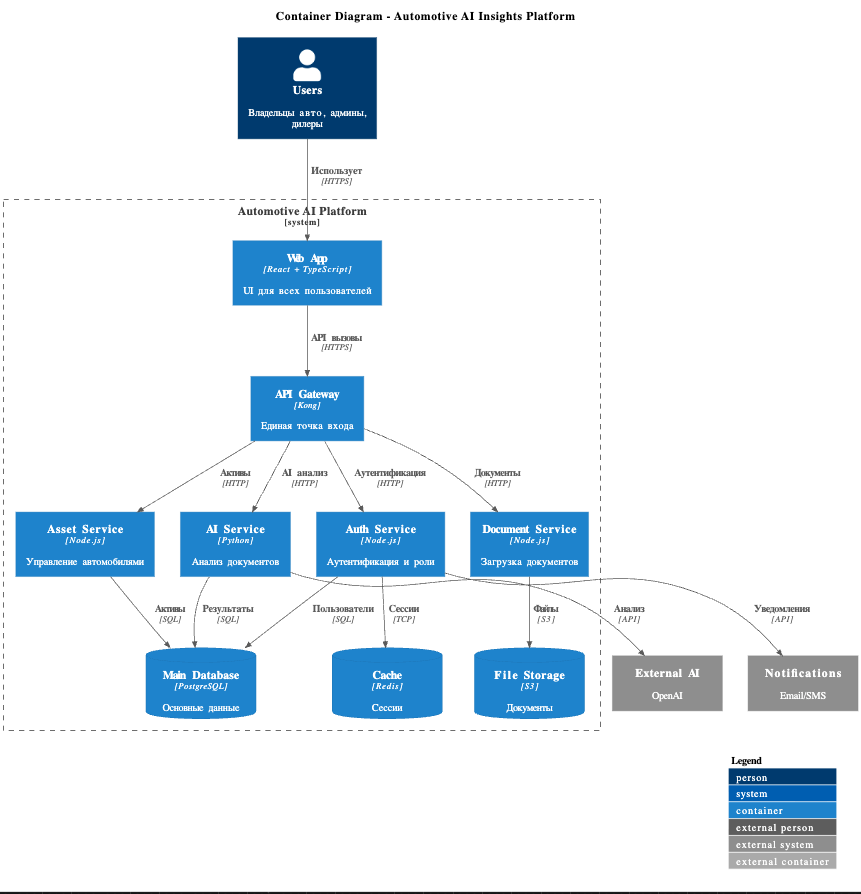 Container Diagram - Automotive AI Insights Platform
Users
Владельцы авто, админы,
дилеры
Использует
[HTTPS]
Automotive AI Platform
[system]
Web App
[React + TypeScript]
UI для всех пользователей
API вызовы
[HTTPS]
API Gateway
[Kong]
Единая точка входа
Активы
[HTTP]
AI анализ
[HTTP]
Аутентификация
[HTTP]
Документы
[HTTP]
Asset Service
[Node.js]
Управление автомобилями
AI Service
[Python]
Анализ документов
Auth Service
[Node.js]
Аутентификация и роли
Document Service
[Node.js]
Загрузка документов
Активы
[SQL]
Результаты
[SQL]
Пользователи
[SQL]
Сессии
[TCP]
Файлы
[S3]
Анализ
[API]
Уведомления
[API]
Main Database
[PostgreSQL]
Основные данные
Cache
[Redis]
Сессии
File Storage
[S3]
Документы
External AI
OpenAI
Notifications
Email/SMS
Legend
person
system
container
external person
external system
external container